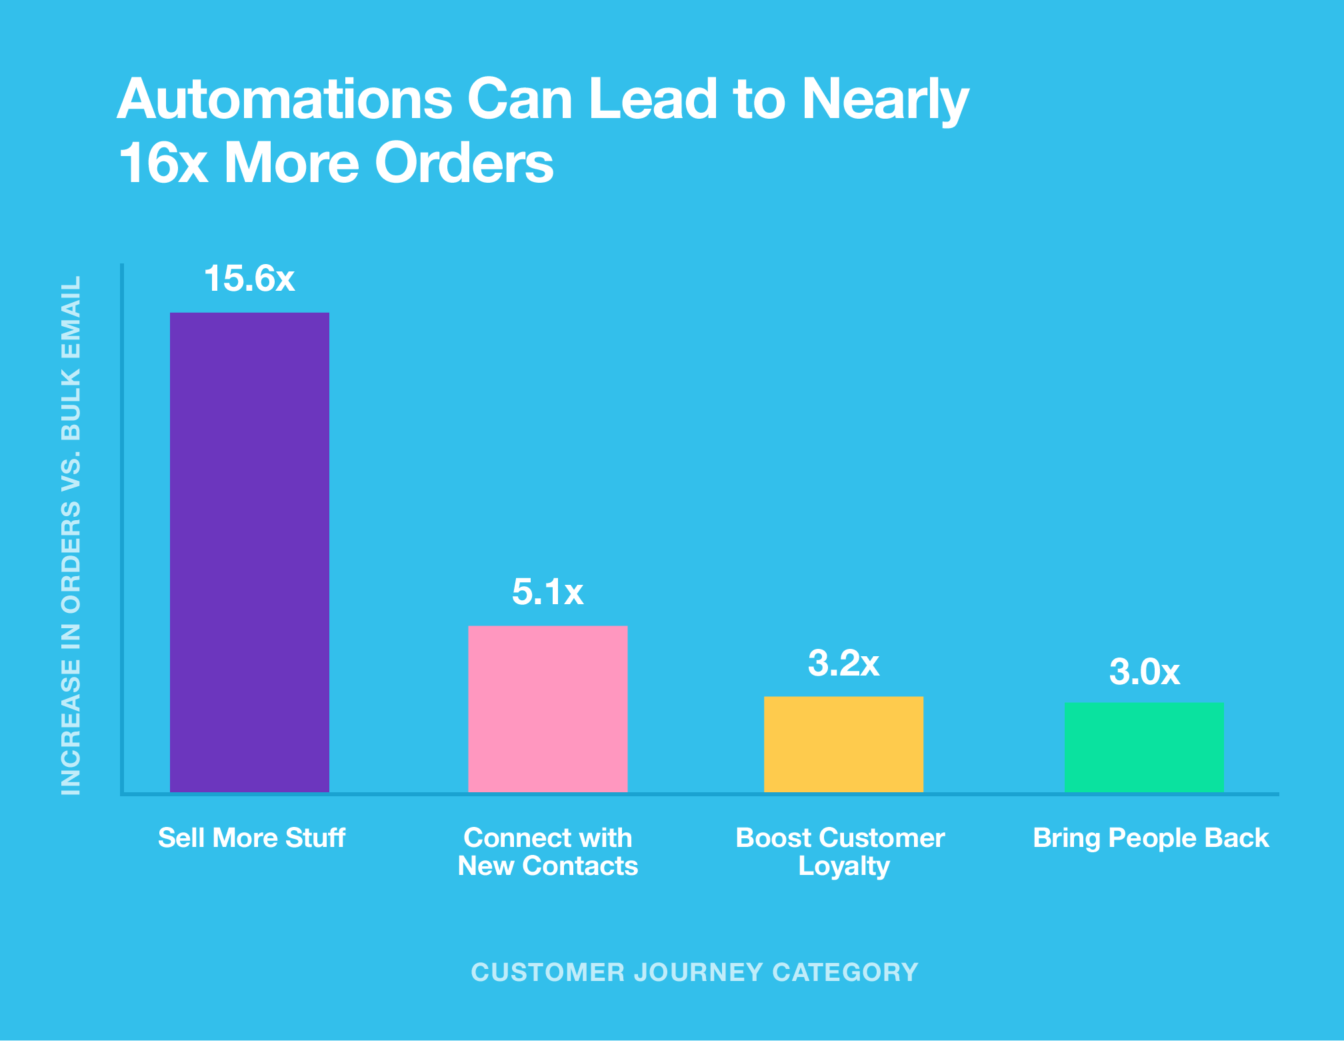 Automations Can Lead to Nearly
16x More Orders
INCREASE IN ORDERS VS. BULK EMAIL
15.6x
5.1x
3.2x
3.0x
Sell More Stuff
Connect with
New Contacts
Boost Customer
Loyalty
Bring People Back
CUSTOMER JOURNEY CATEGORY